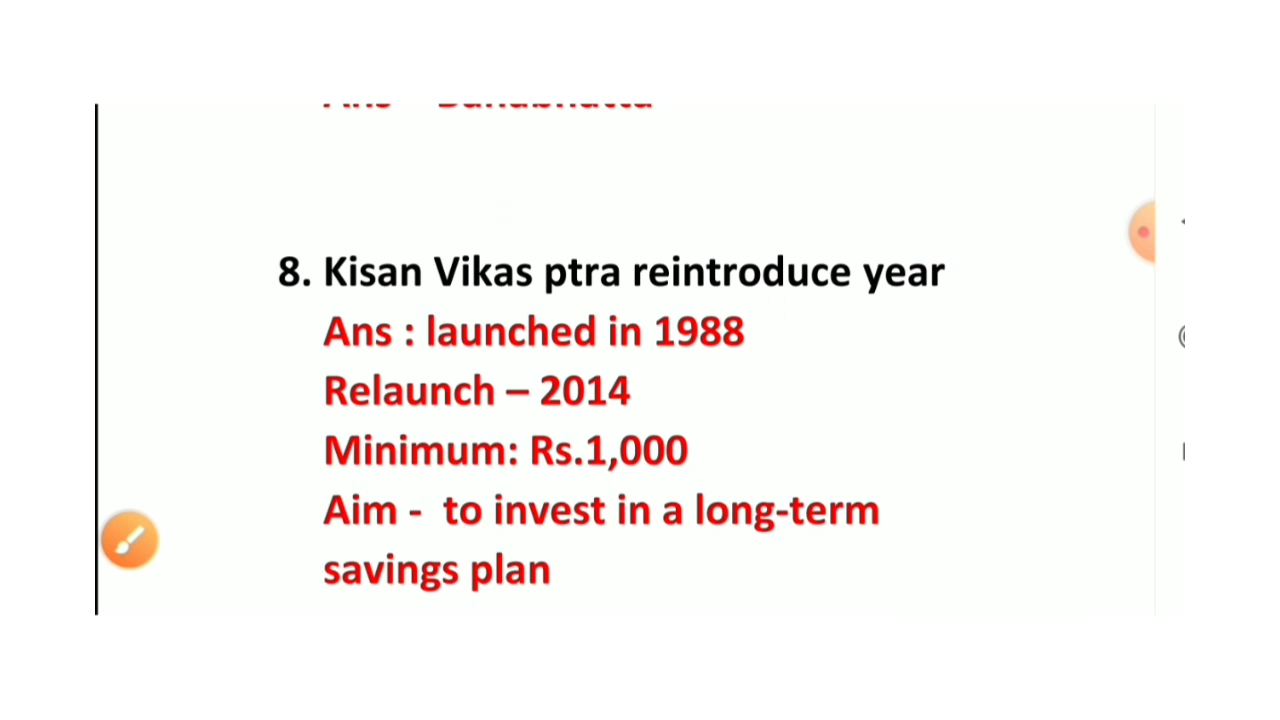 8. Kisan Vikas ptra reintroduce year
Ans : launched in 1988
Relaunch – 2014
Minimum: Rs.1,000
Aim - to invest in a long-term
savings plan